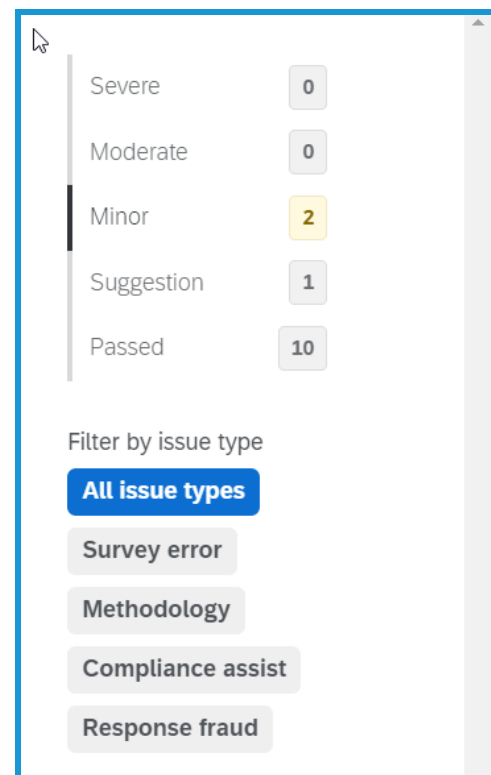 Severe 0
Moderate 0
Minor 2
Suggestion 1
Passed 10
Filter by issue type
All issue types
Survey error
Methodology
Compliance assist
Response fraud